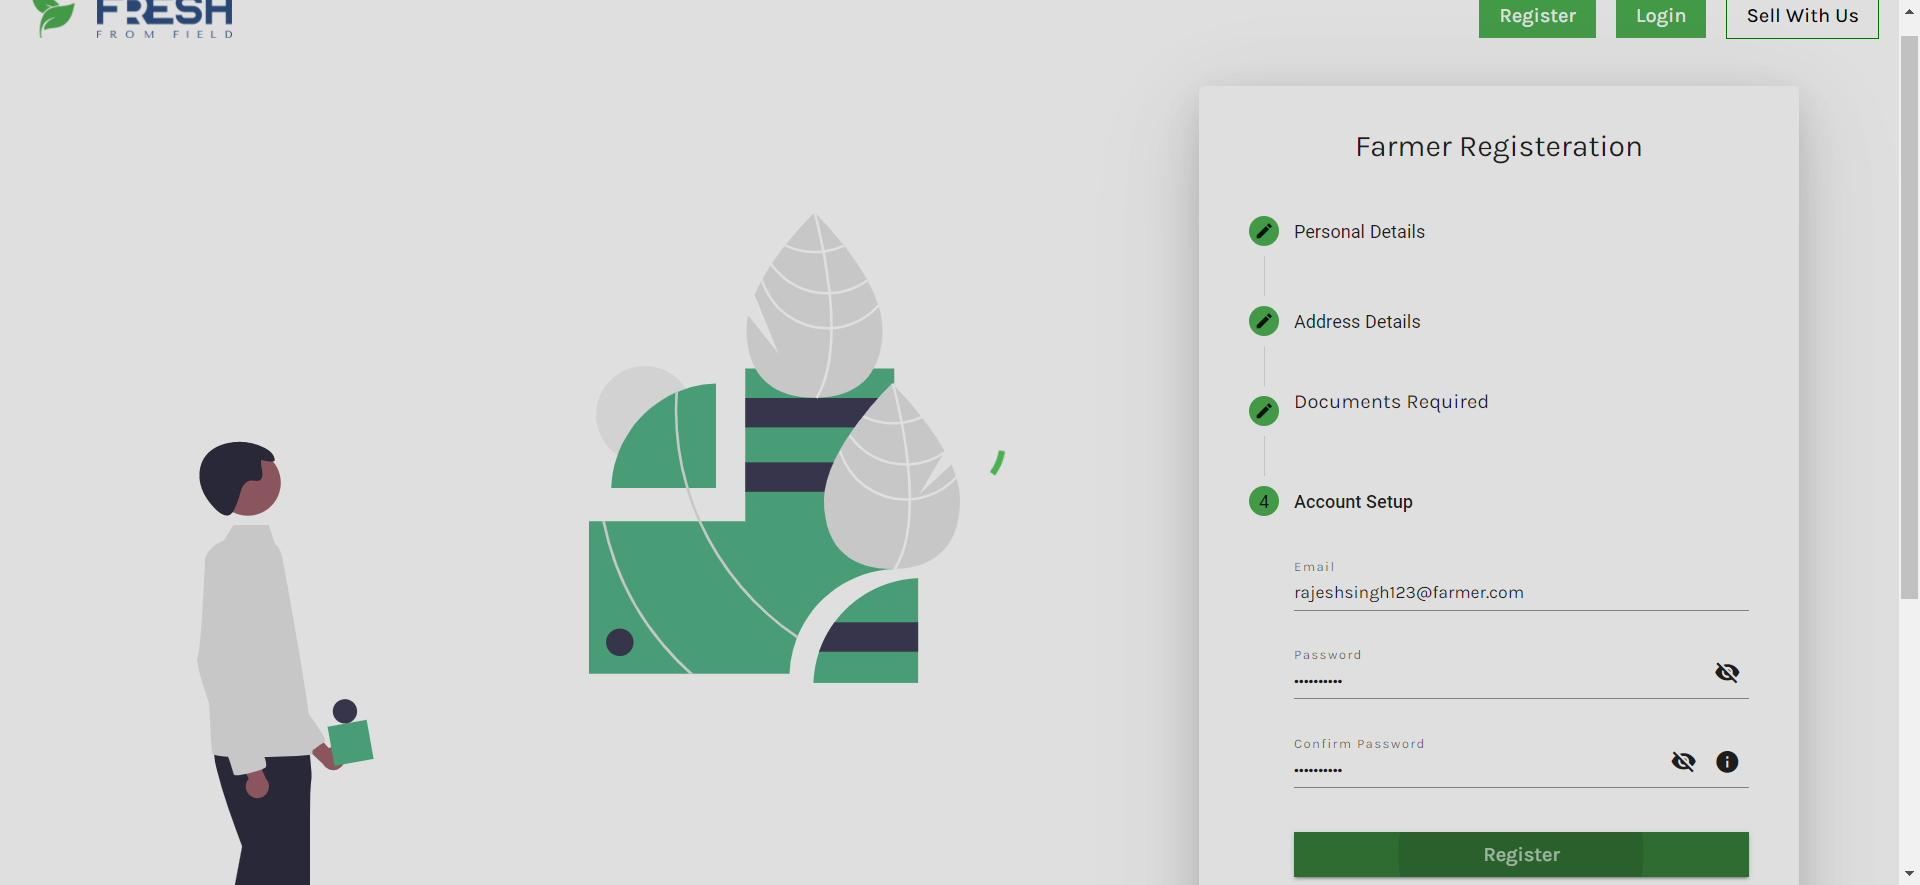 FRESH
FROM FIELD
Register
Login
Sell With Us
Farmer Registeration
Personal Details
Address Details
Documents Required
4
Account Setup
Email
rajeshsingh123@farmer.com
Password
••••••••••
Confirm Password
••••••••••
Register